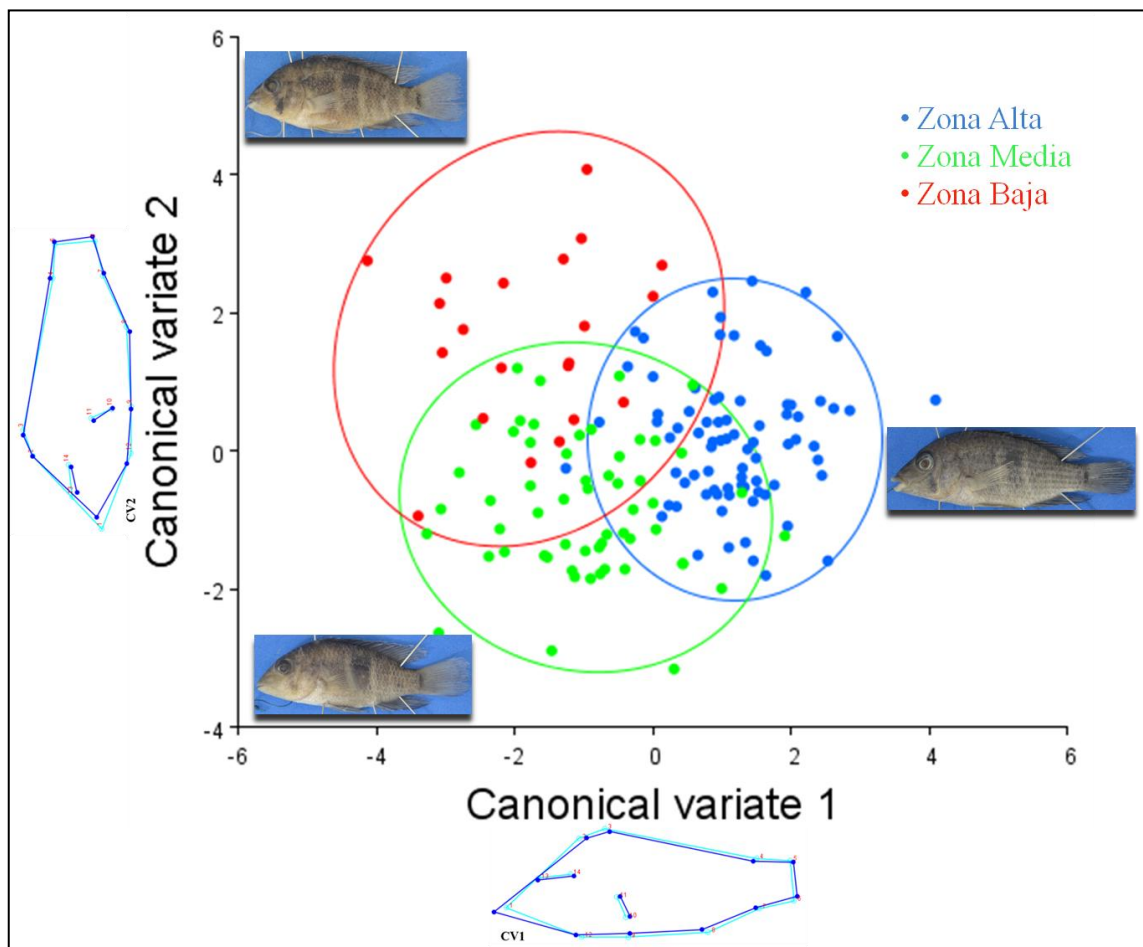 6
4
2
0
-2
-4
-6
-4
-2
0
2
4
6
Canonical variate 2
Canonical variate 1
• Zona Alta
• Zona Media
• Zona Baja
CV2
CV1